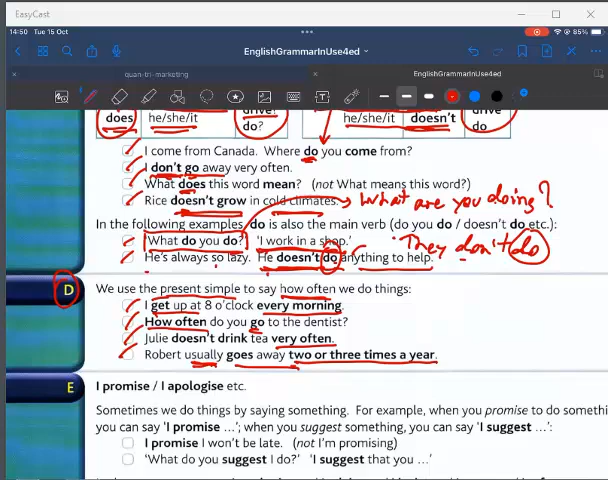 EasyCast
14:50 Tue 15 Oct
85%
EnglishGrammarInUse4ed
quan-tri-marketing
EnglishGrammarInUse4ed
drive?
does he/she/it do?
he/she/it doesn't do
I come from Canada. Where do you come from?
I don't go away very often.
What does this word mean? (not What means this word?)
Rice doesn't grow in cold climates.
What are you doing?
In the following examples do is also the main verb (do you do / doesn't do etc.):
'What do you do?' 'I work in a shop.'
They don't do
He's always so lazy. He doesn't do anything to help.
D
We use the present simple to say how often we do things:
I get up at 8 o'clock every morning.
How often do you go to the dentist?
Julie doesn't drink tea very often.
Robert usually goes away two or three times a year.
E
I promise / I apologise etc.
Sometimes we do things by saying something. For example, when you promise to do somethi
you can say 'I promise ...'; when you suggest something, you can say 'I suggest ...':
I promise I won't be late. (not I'm promising)
'What do you suggest I do?' 'I suggest that you ...'